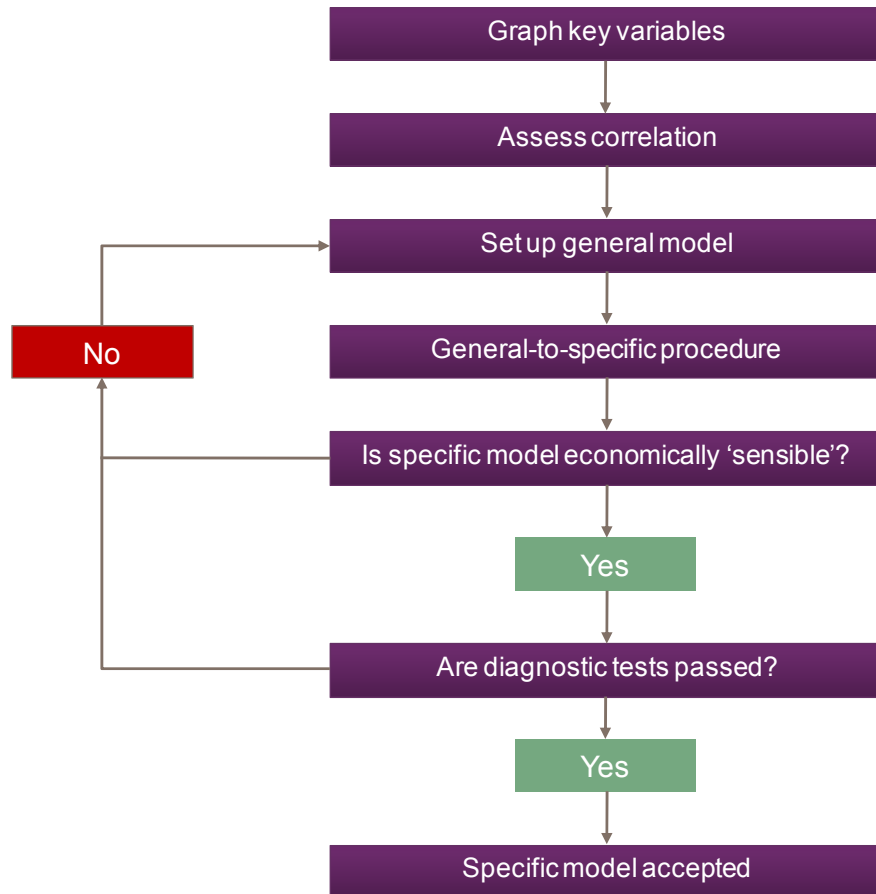 Graph key variables
Assess correlation
Set up general model
No
General-to-specific procedure
Is specific model economically ‘sensible’?
Yes
Are diagnostic tests passed?
Yes
Specific model accepted